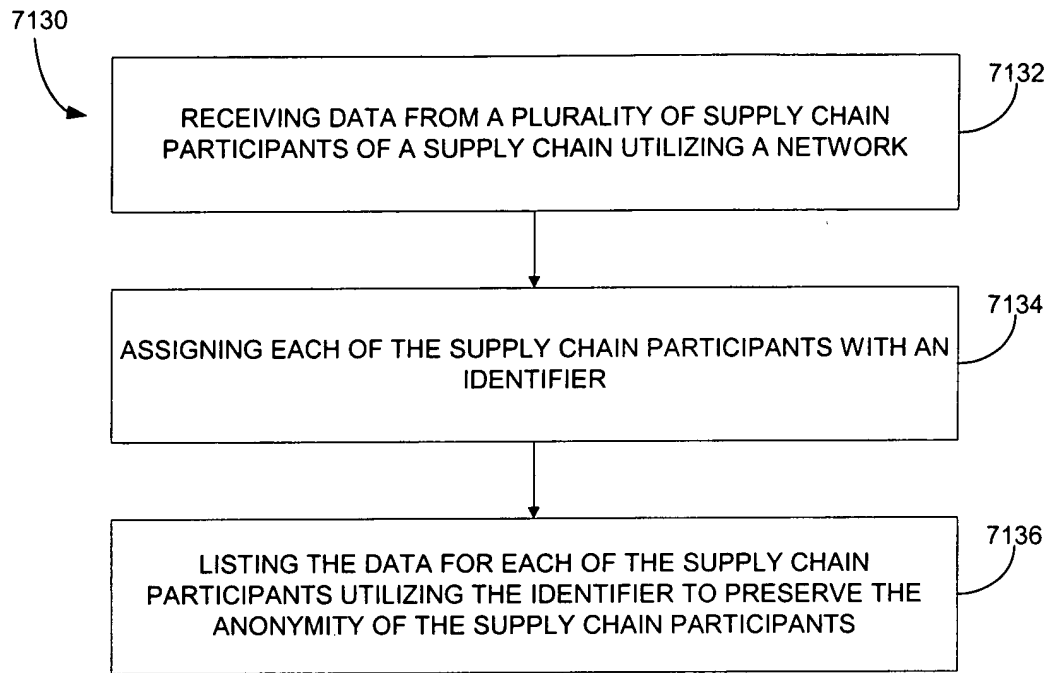 7130
7132
RECEIVING DATA FROM A PLURALITY OF SUPPLY CHAIN
PARTICIPANTS OF A SUPPLY CHAIN UTILIZING A NETWORK
7134
ASSIGNING EACH OF THE SUPPLY CHAIN PARTICIPANTS WITH AN
IDENTIFIER
7136
LISTING THE DATA FOR EACH OF THE SUPPLY CHAIN
PARTICIPANTS UTILIZING THE IDENTIFIER TO PRESERVE THE
ANONYMITY OF THE SUPPLY CHAIN PARTICIPANTS